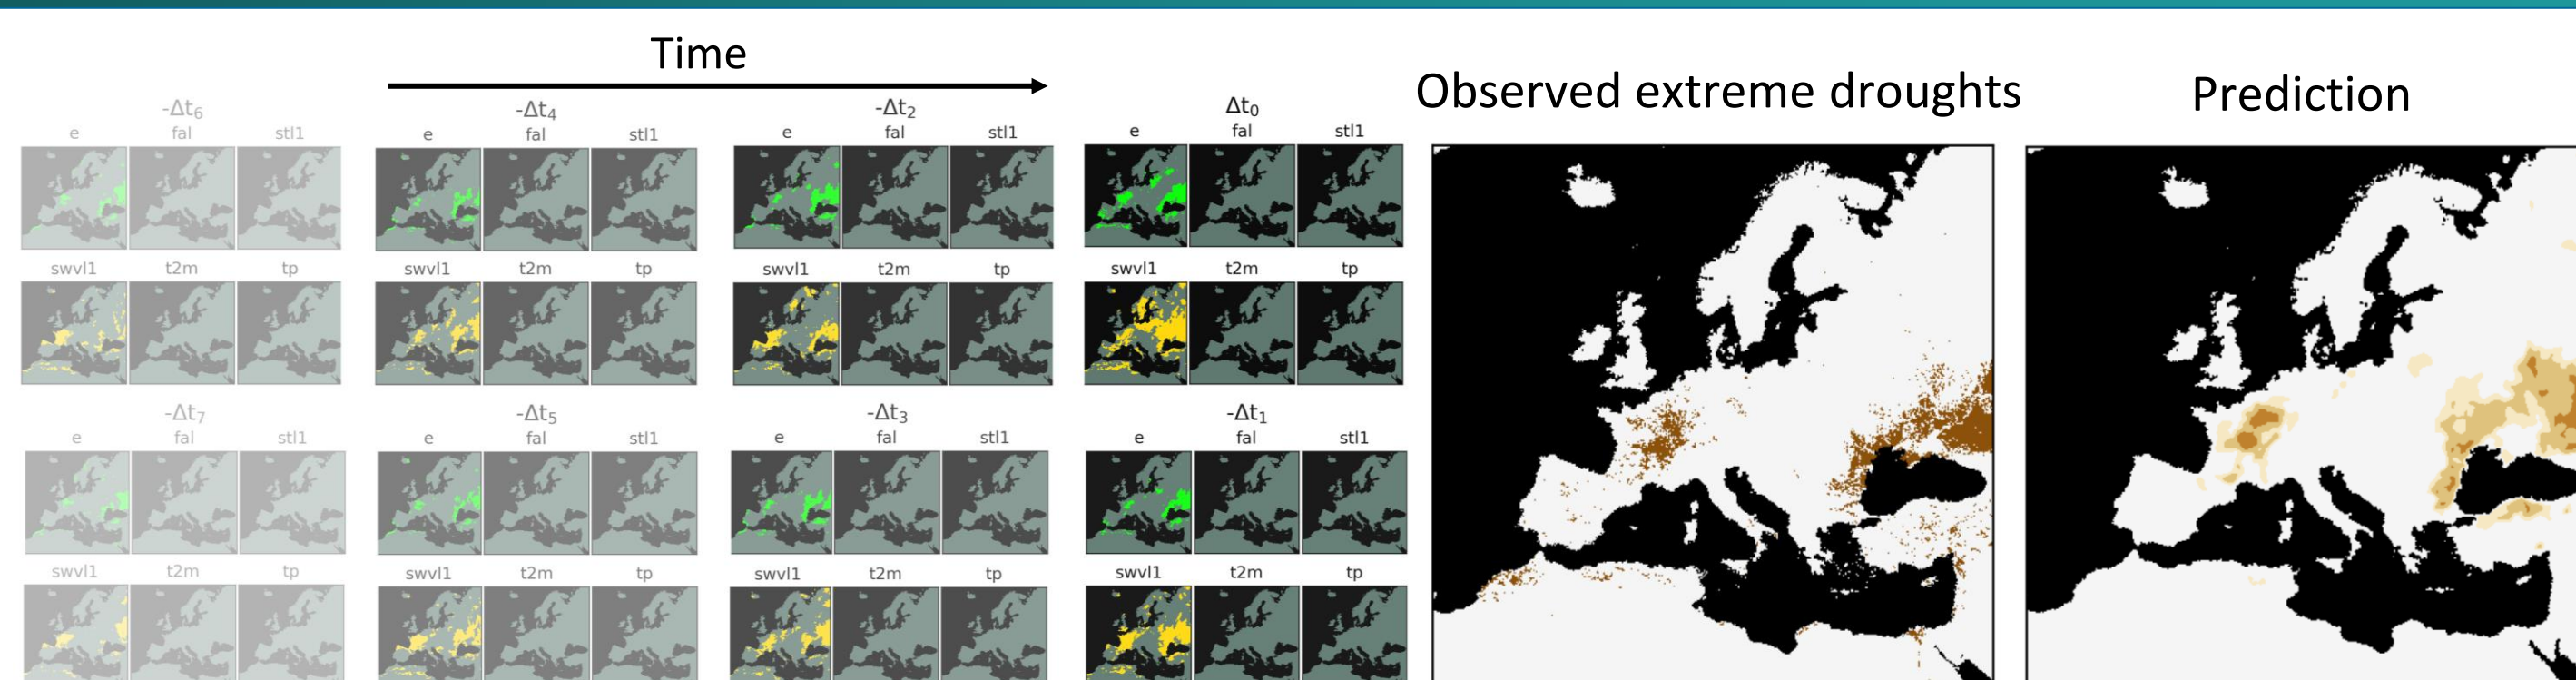 Time
Observed extreme droughts
Prediction
-Δt6
-Δt4
-Δt2
Δt0
e fal stl1
e fal stl1
e fal stl1
e fal stl1
swvl1 t2m tp
swvl1 t2m tp
swvl1 t2m tp
swvl1 t2m tp
-Δt7
-Δt5
-Δt3
-Δt1
e fal stl1
e fal stl1
e fal stl1
e fal stl1
swvl1 t2m tp
swvl1 t2m tp
swvl1 t2m tp
swvl1 t2m tp